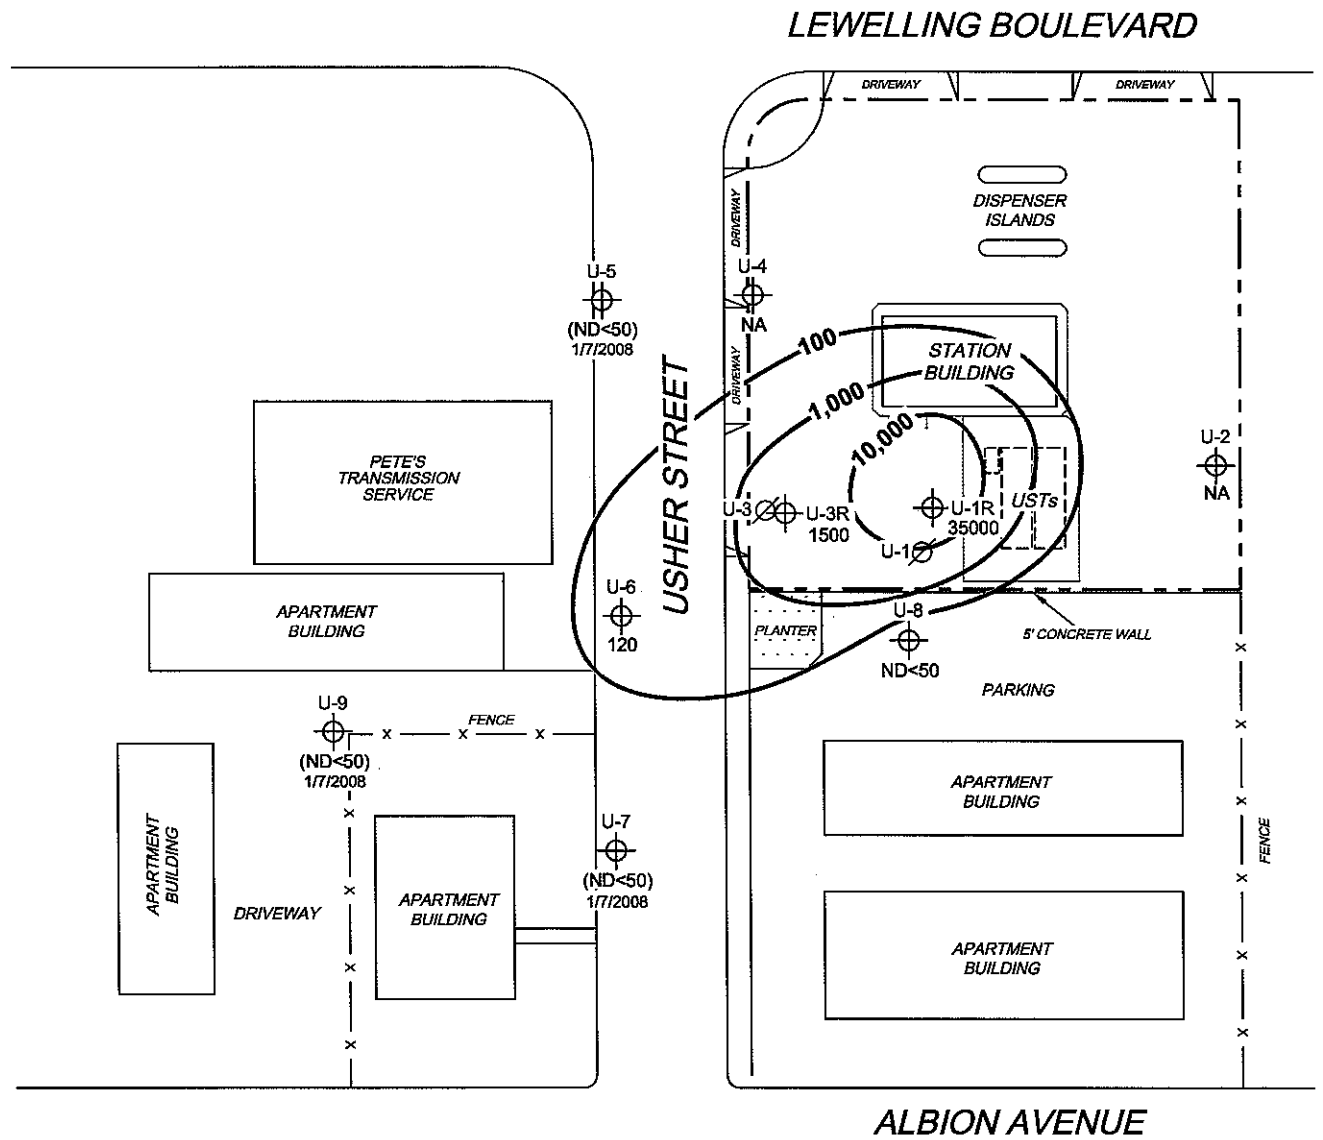 LEWELLING BOULEVARD
DRIVEWAY
DRIVEWAY
DRIVEWAY
DISPENSER
ISLANDS
U-5
(ND<50)
1/7/2008
U-4
NA
100
STATION
BUILDING
DRIVEWAY
1,000
10,000
USHER STREET
PETE'S
TRANSMISSION
SERVICE
U-2
NA
USTs
U-3
U-3R
1500
U-1R
35000
U-1
U-6
120
APARTMENT
BUILDING
PLANTER
U-8
ND<50
5' CONCRETE WALL
PARKING
U-9
(ND<50)
1/7/2008
x
x
x
FENCE
x
x
x
x
APARTMENT
BUILDING
DRIVEWAY
APARTMENT
BUILDING
U-7
(ND<50)
1/7/2008
APARTMENT
BUILDING
APARTMENT
BUILDING
x
x
x
x
x
x
FENCE
ALBION AVENUE